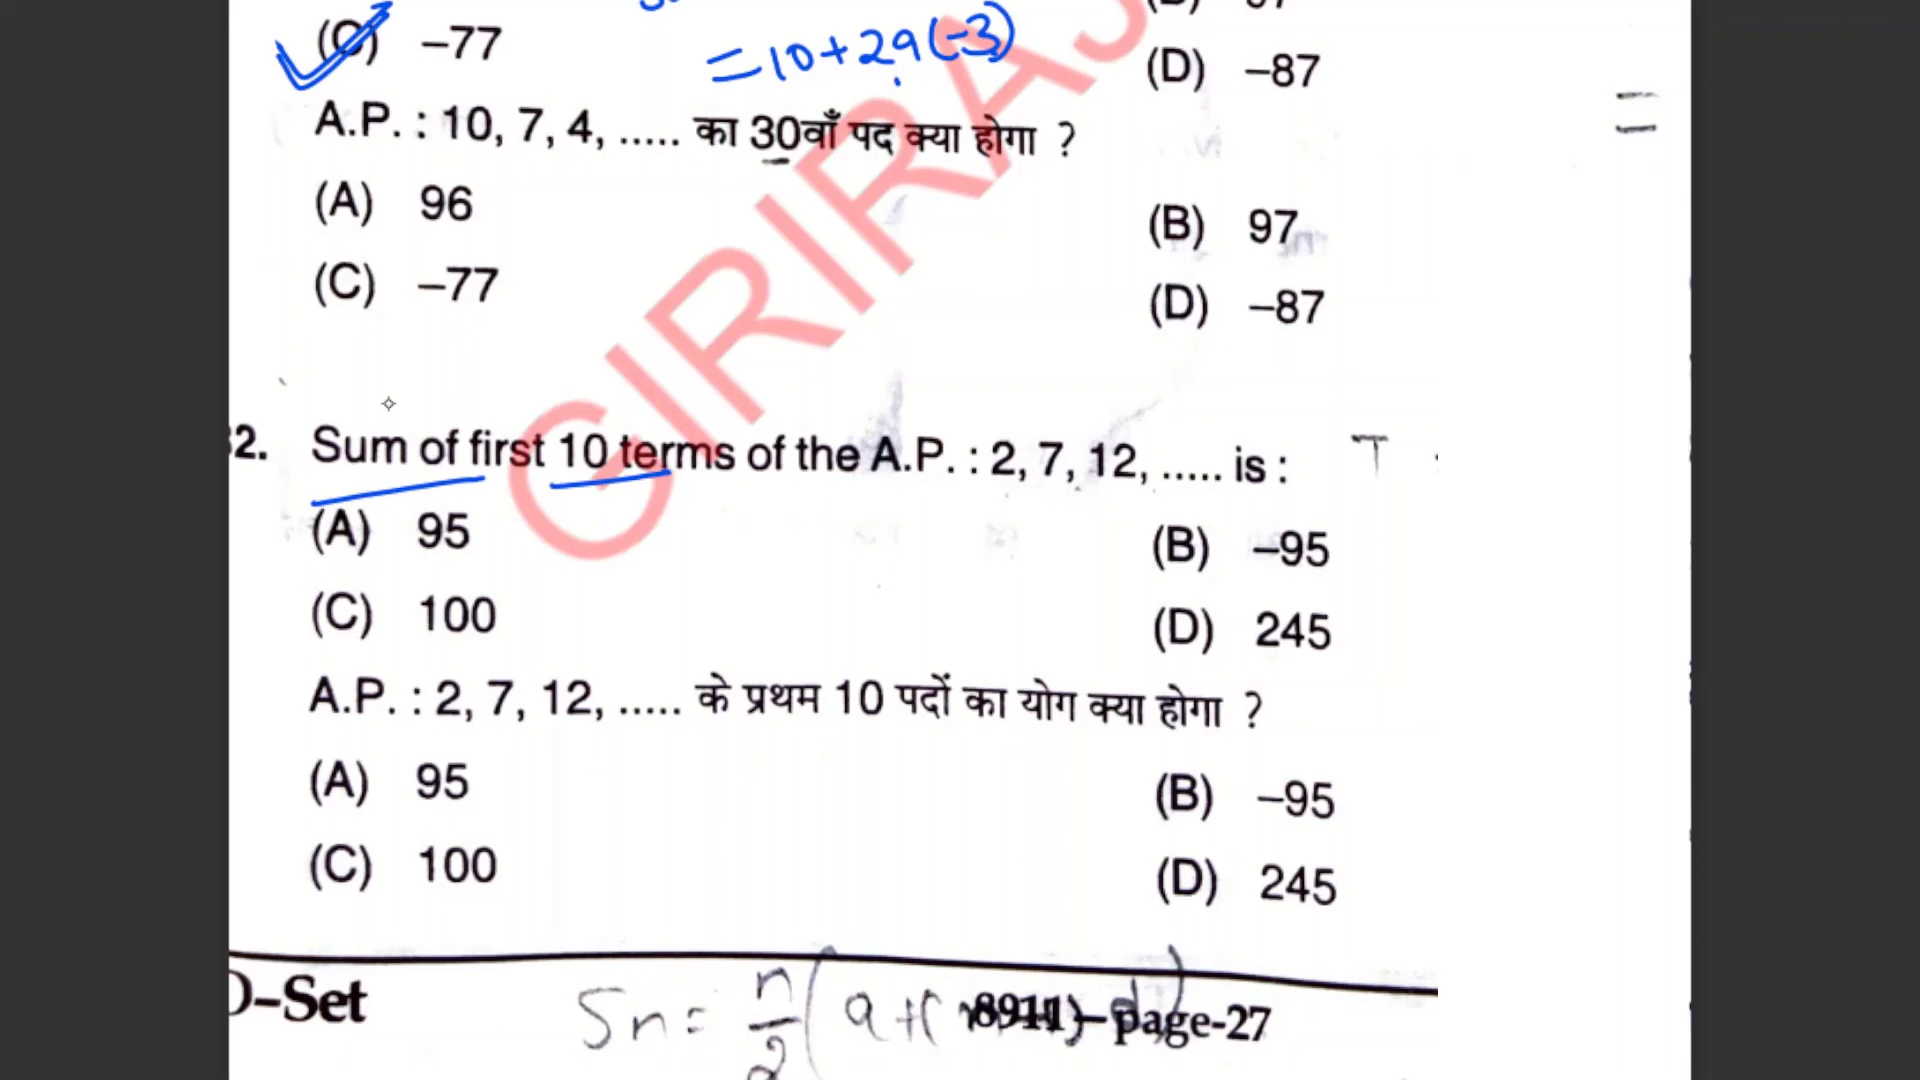 (C) –77
= 10 + 29 (–3)
(D) –87
A.P. : 10, 7, 4, ..... का 30वाँ पद क्या होगा ?
(A) 96
(B) 97
(C) –77
(D) –87
GIRIRAJ
32. Sum of first 10 terms of the A.P. : 2, 7, 12, ..... is :
(A) 95
(B) –95
(C) 100
(D) 245
A.P. : 2, 7, 12, ..... के प्रथम 10 पदों का योग क्या होगा ?
(A) 95
(B) –95
(C) 100
(D) 245
D–Set
8911–page-27
Sn = n/2 (a + (